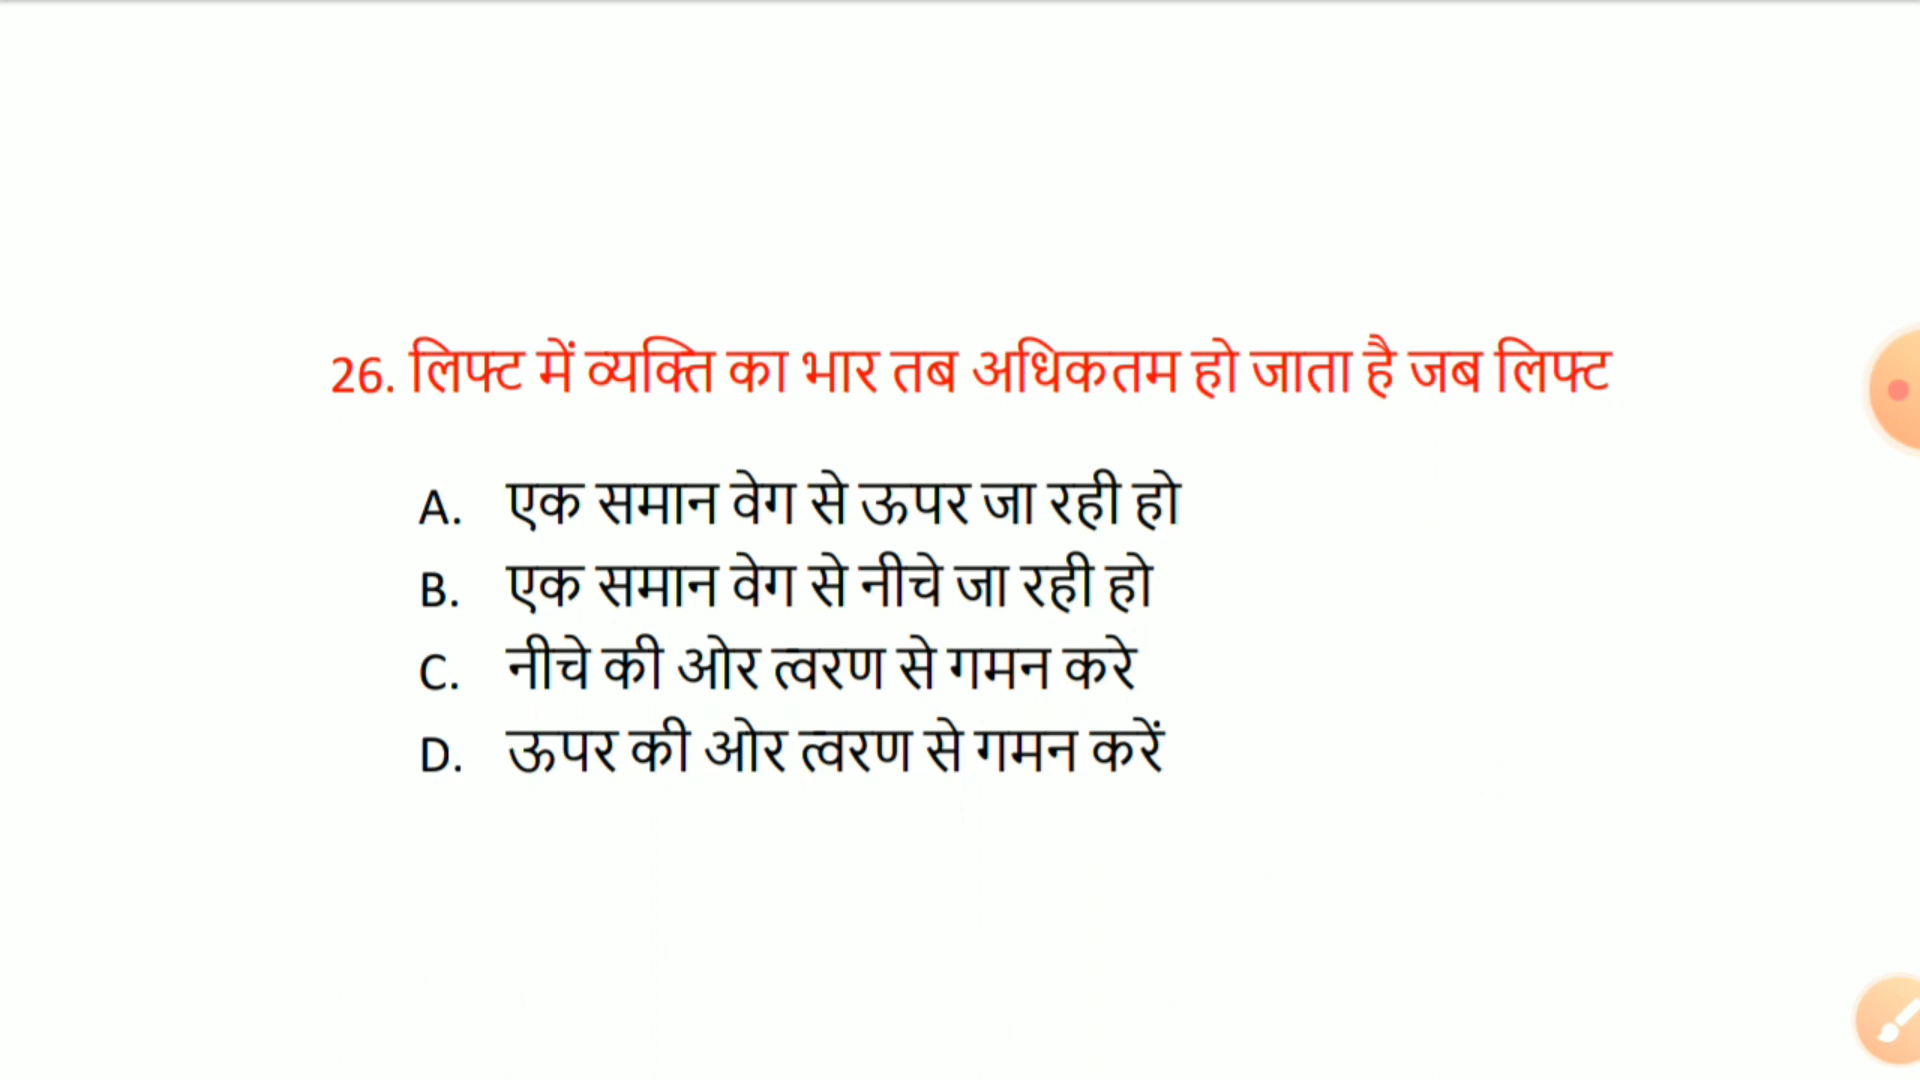 26. लिफ्ट में व्यक्ति का भार तब अधिकतम हो जाता है जब लिफ्ट
A. एक समान वेग से ऊपर जा रही हो
B. एक समान वेग से नीचे जा रही हो
C. नीचे की ओर त्वरण से गमन करे
D. ऊपर की ओर त्वरण से गमन करें